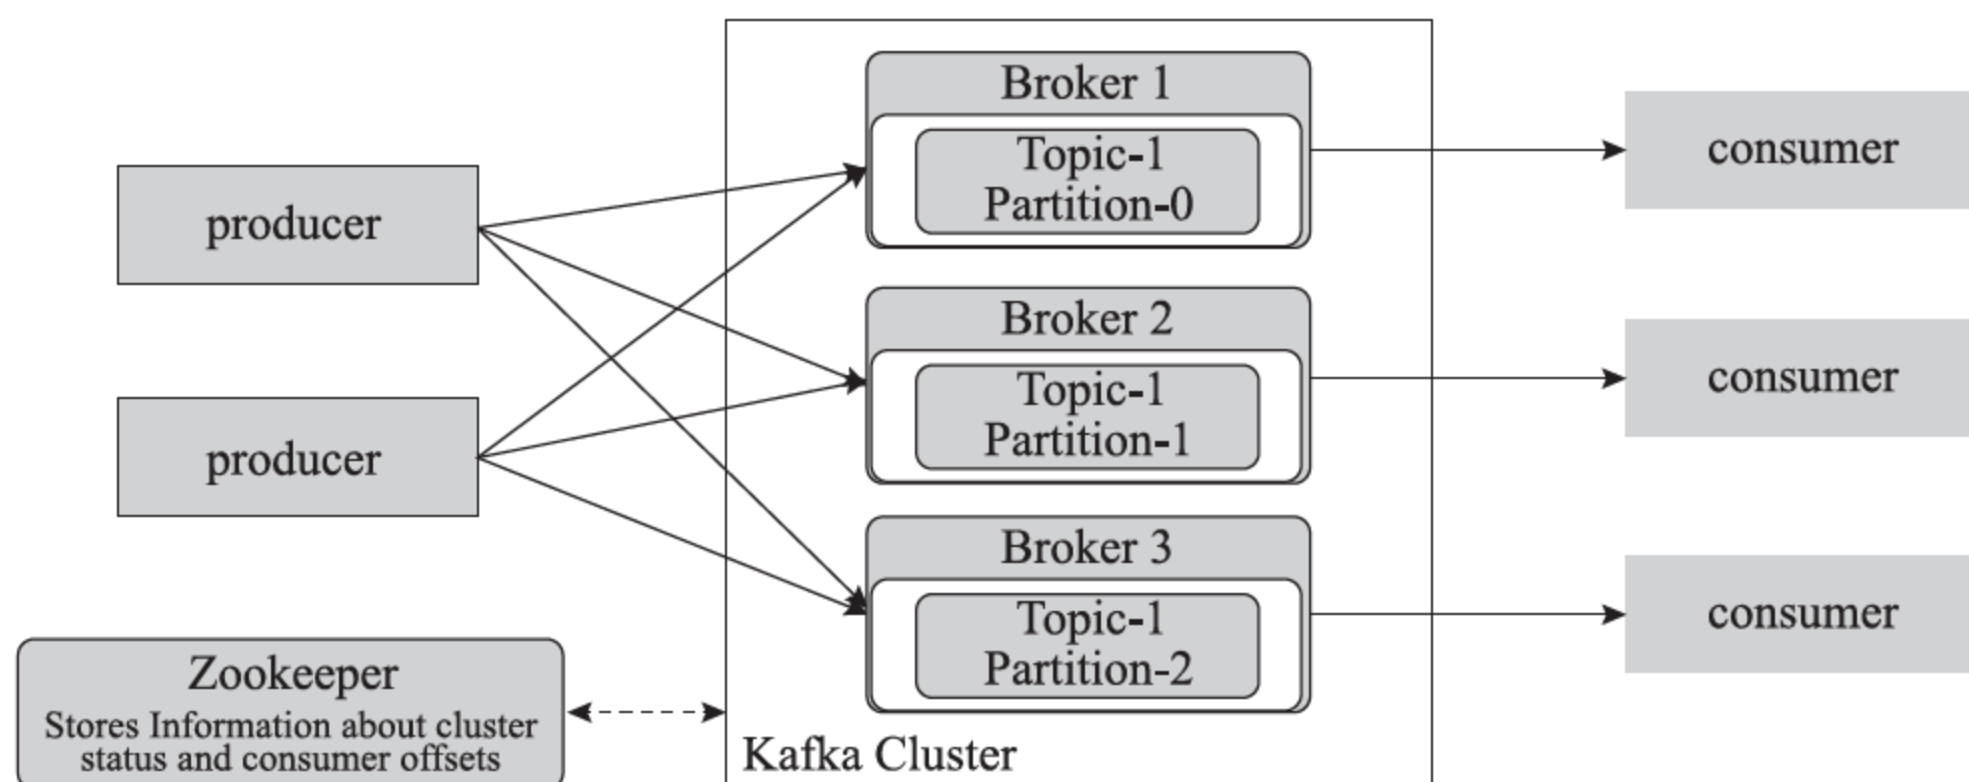 Broker 1
Topic-1
Partition-0
consumer
producer
Broker 2
Topic-1
Partition-1
consumer
producer
Broker 3
Topic-1
Partition-2
consumer
Zookeeper
Stores Information about cluster
status and consumer offsets
Kafka Cluster